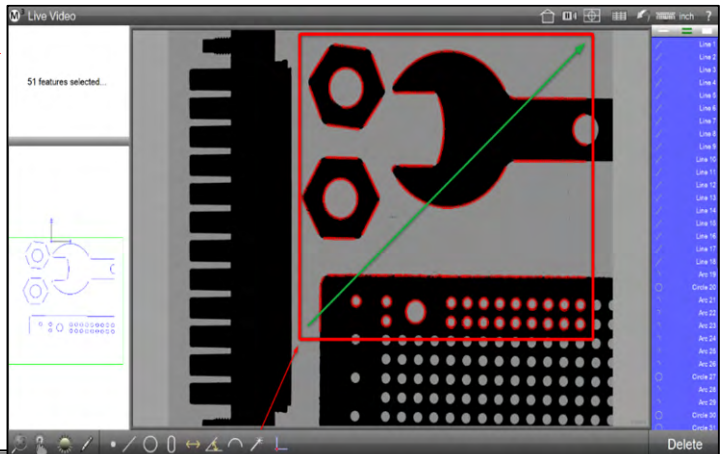 M³ Live Video
inch ?
51 features selected...
Line 1
Line 2
Line 3
Line 4
Line 5
Line 6
Line 7
Line 8
Line 9
Line 10
Line 11
Line 12
Line 13
Line 14
Line 15
Line 16
Line 17
Line 18
Arc 19
Circle 20
Arc 21
Arc 22
Arc 23
Arc 24
Arc 25
Arc 26
Circle 27
Arc 28
Arc 29
Circle 30
Circle 31
Delete